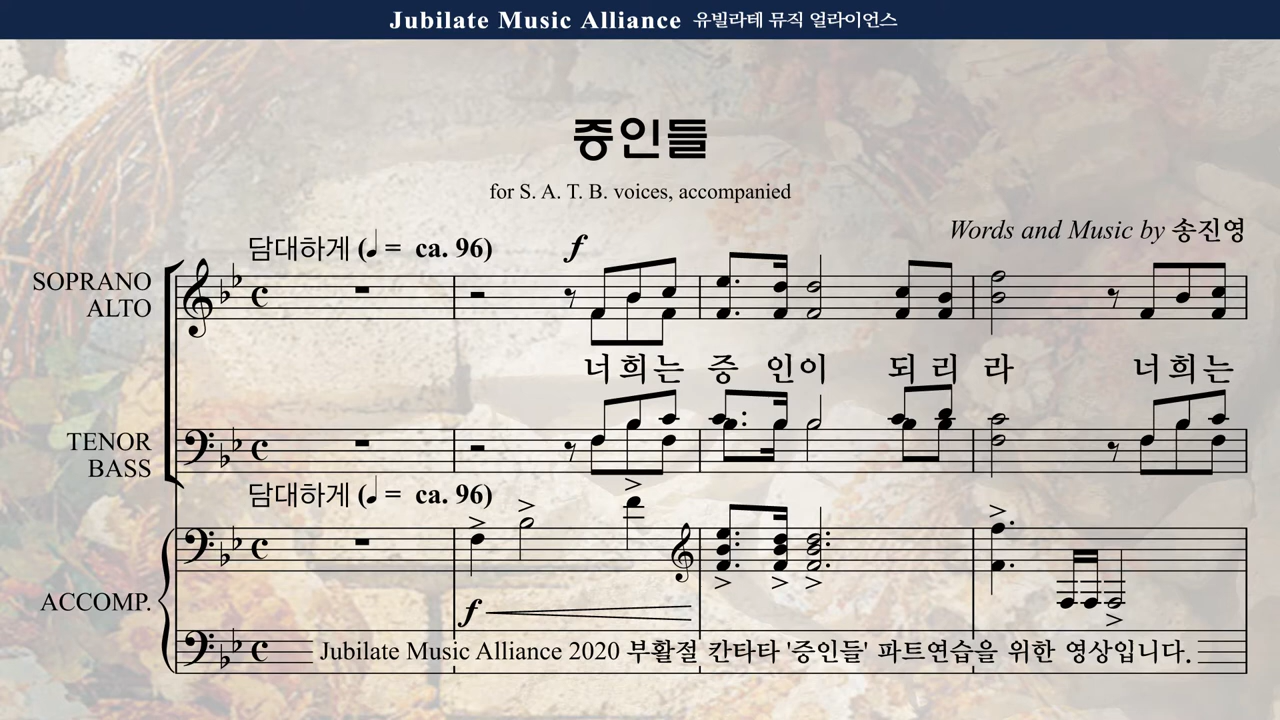 Jubilate Music Alliance 유빌라테 뮤직 얼라이언스
증인들
for S. A. T. B. voices, accompanied
Words and Music by 송진영
담대하게 (♩ = ca. 96)
f
SOPRANO
ALTO
너희는 증 인이 되 리 라 너희는
TENOR
BASS
담대하게 (♩ = ca. 96)
ACCOMP.
f
Jubilate Music Alliance 2020 부활절 칸타타 '증인들' 파트연습을 위한 영상입니다.